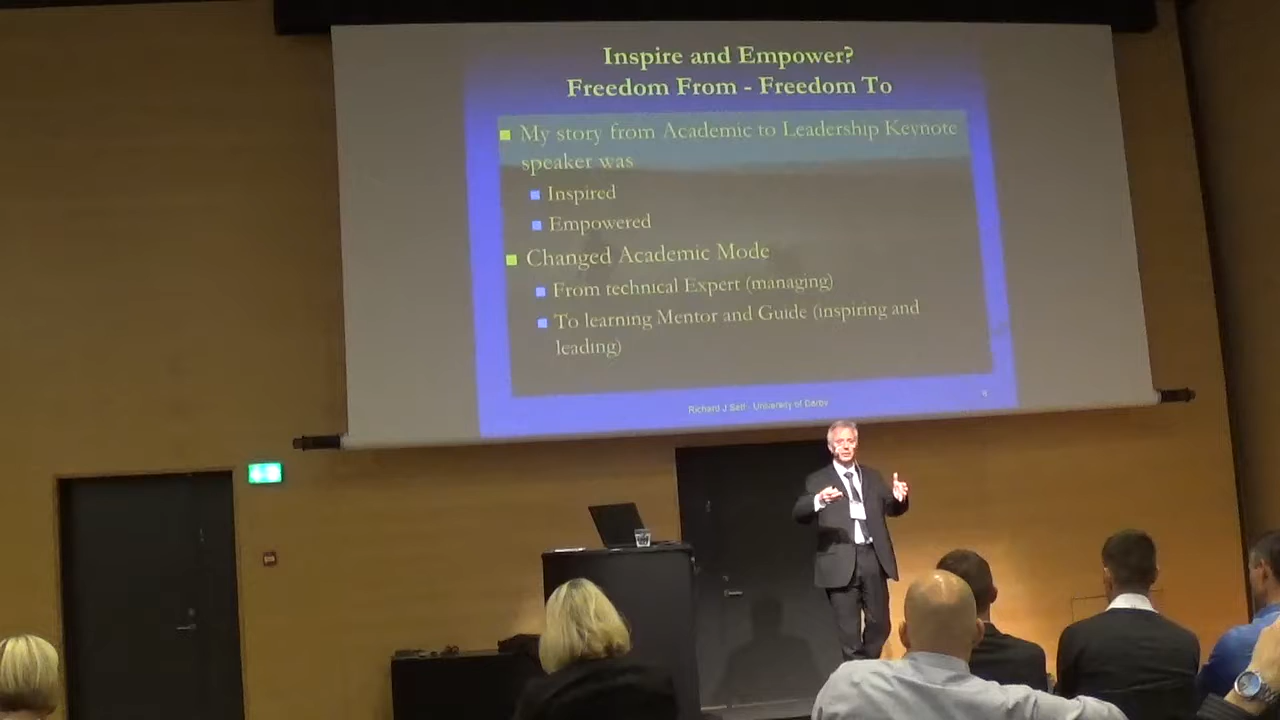 Inspire and Empower?
Freedom From - Freedom To
My story from Academic to Leadership Keynote
speaker was
Inspired
Empowered
Changed Academic Mode
From technical Expert (managing)
To learning Mentor and Guide (inspiring and
leading)
Richard J Self - University of Derby
9